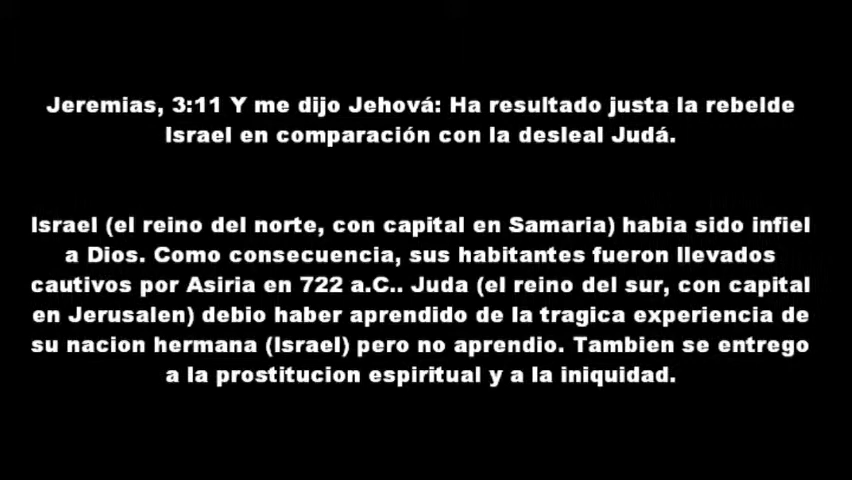 Jeremias, 3:11 Y me dijo Jehová: Ha resultado justa la rebelde
Israel en comparación con la desleal Judá.
Israel (el reino del norte, con capital en Samaria) habia sido infiel
a Dios. Como consecuencia, sus habitantes fueron llevados
cautivos por Asiria en 722 a.C.. Juda (el reino del sur, con capital
en Jerusalen) debio haber aprendido de la tragica experiencia de
su nacion hermana (Israel) pero no aprendio. Tambien se entrego
a la prostitucion espiritual y a la iniquidad.